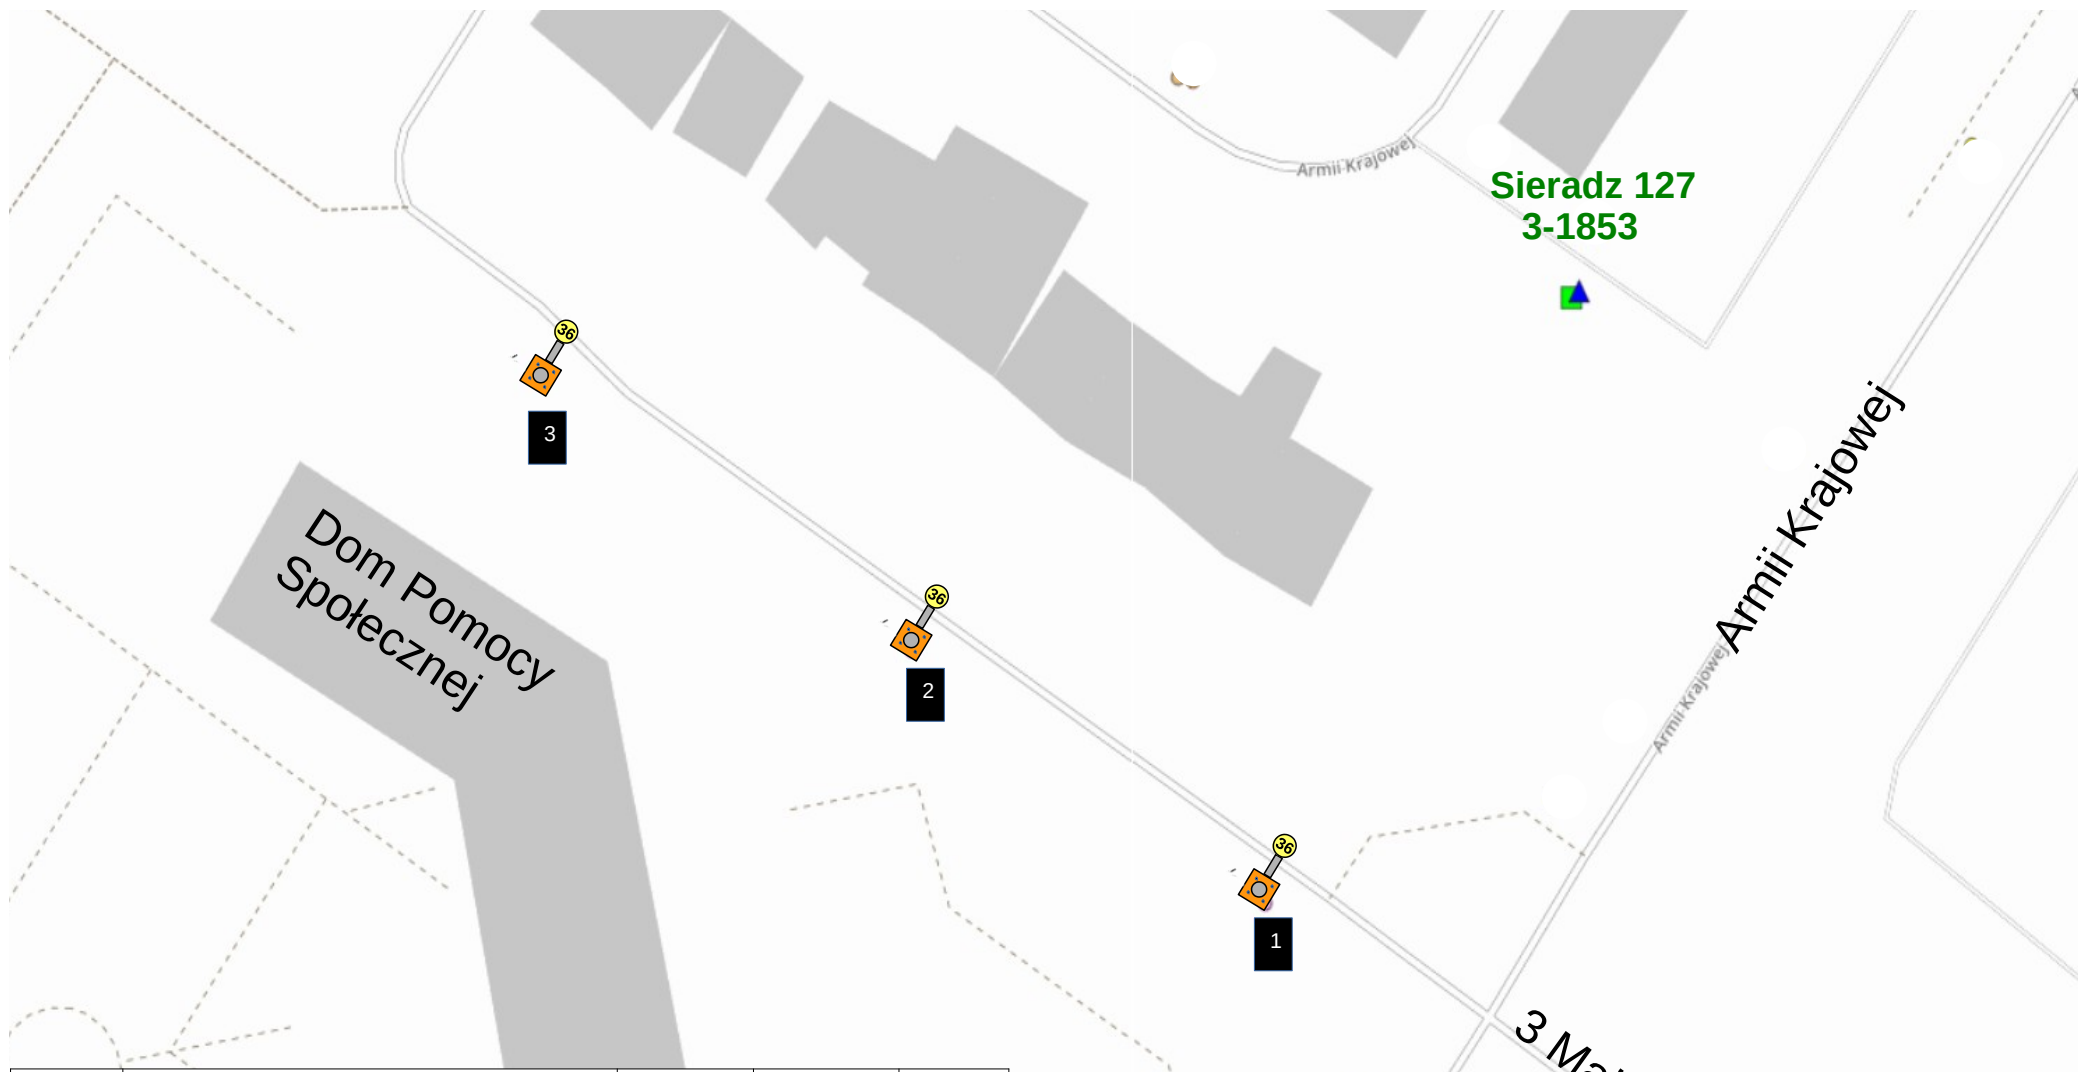 Armii Krajowej
Sieradz 127
3-1853
36
3
Armii Krajowej
Dom Pomocy
Społecznej
36
2
Armii Krajowej
36
1